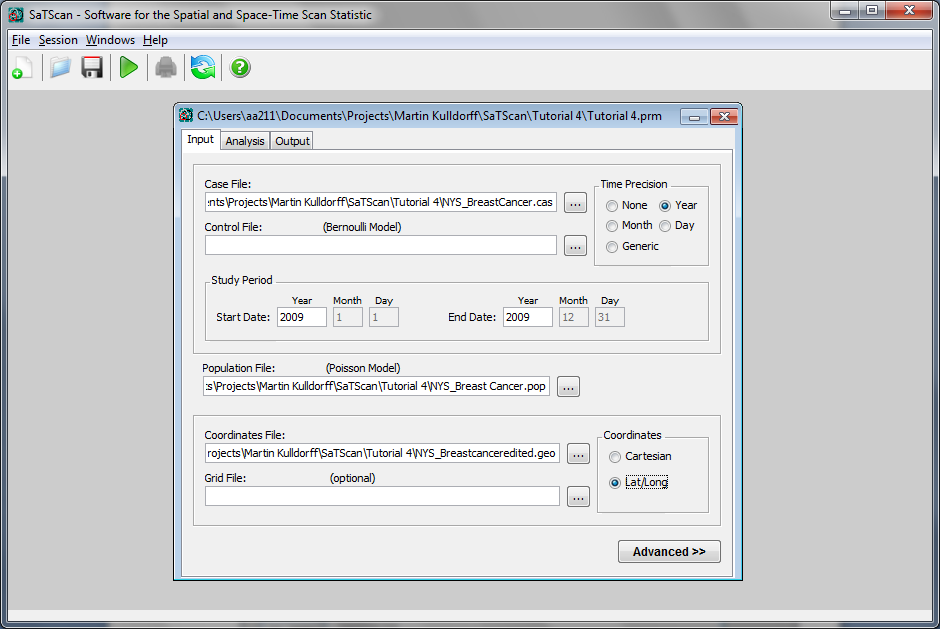 SaTScan - Software for the Spatial and Space-Time Scan Statistic
File Session Windows Help
C:\Users\aa211\Documents\Projects\Martin Kulldorff\SaTScan\Tutorial 4\Tutorial 4.prm
Input Analysis Output
Case File:
nts\Projects\Martin Kulldorff\SaTScan\Tutorial 4\NYS_BreastCancer.cas ...
Time Precision
None Year
Month Day
Generic
Control File: (Bernoulli Model)
...
Study Period
Year Month Day Year Month Day
Start Date: 2009 1 1 End Date: 2009 12 31
Population File: (Poisson Model)
s\Projects\Martin Kulldorff\SaTScan\Tutorial 4\NYS_Breast Cancer.pop ...
Coordinates File:
rojects\Martin Kulldorff\SaTScan\Tutorial 4\NYS_Breastcanceredited.geo ...
Coordinates
Cartesian
Lat/Long
Grid File: (optional)
...
Advanced >>